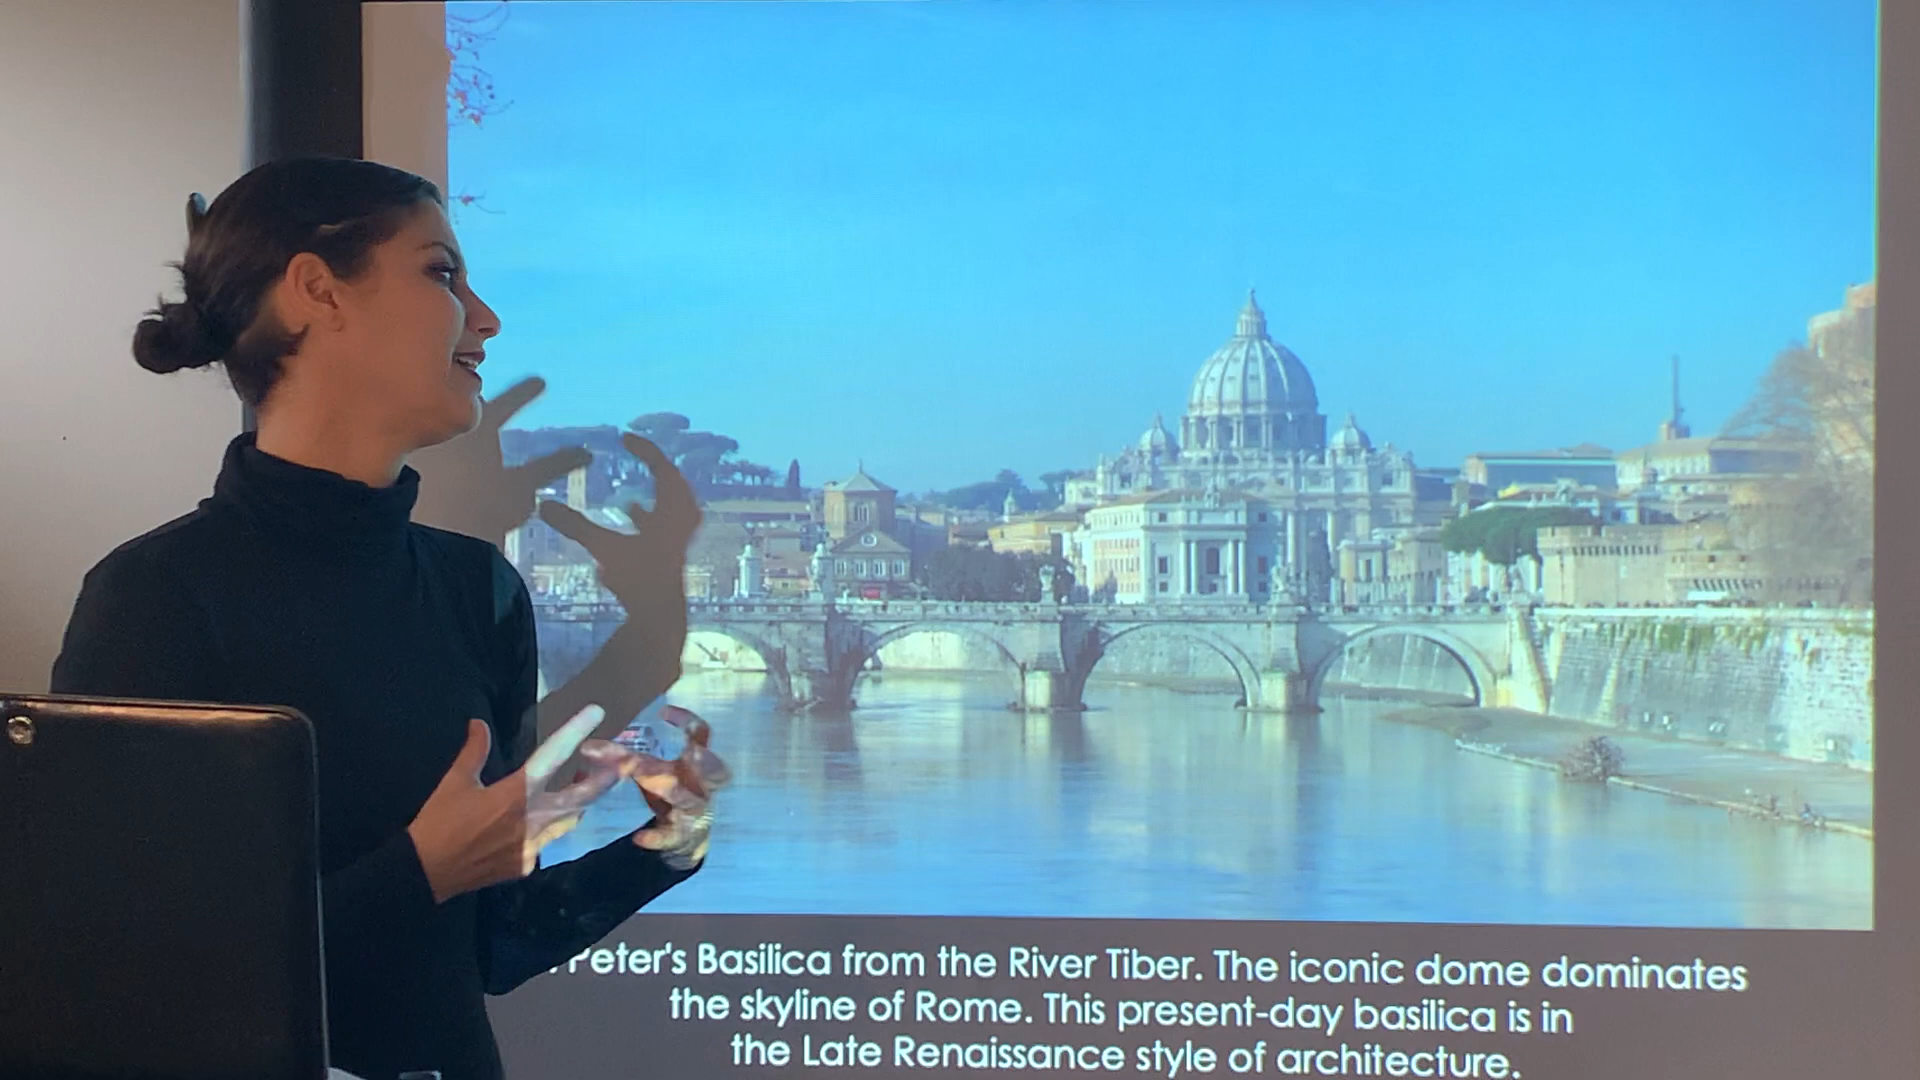 Peter's Basilica from the River Tiber. The iconic dome dominates
the skyline of Rome. This present-day basilica is in
the Late Renaissance style of architecture.